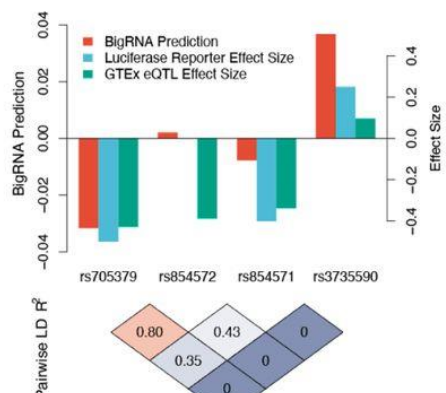 0.04
0.02
0.00
-0.02
-0.04
BigRNA Prediction
BigRNA Prediction
Luciferase Reporter Effect Size
GTEx eQTL Effect Size
0.4
0.2
0.0
-0.2
-0.4
Effect Size
rs705379 rs854572 rs854571 rs3735590
Pairwise LD R²
0.80 0.43 0
0.35 0
0